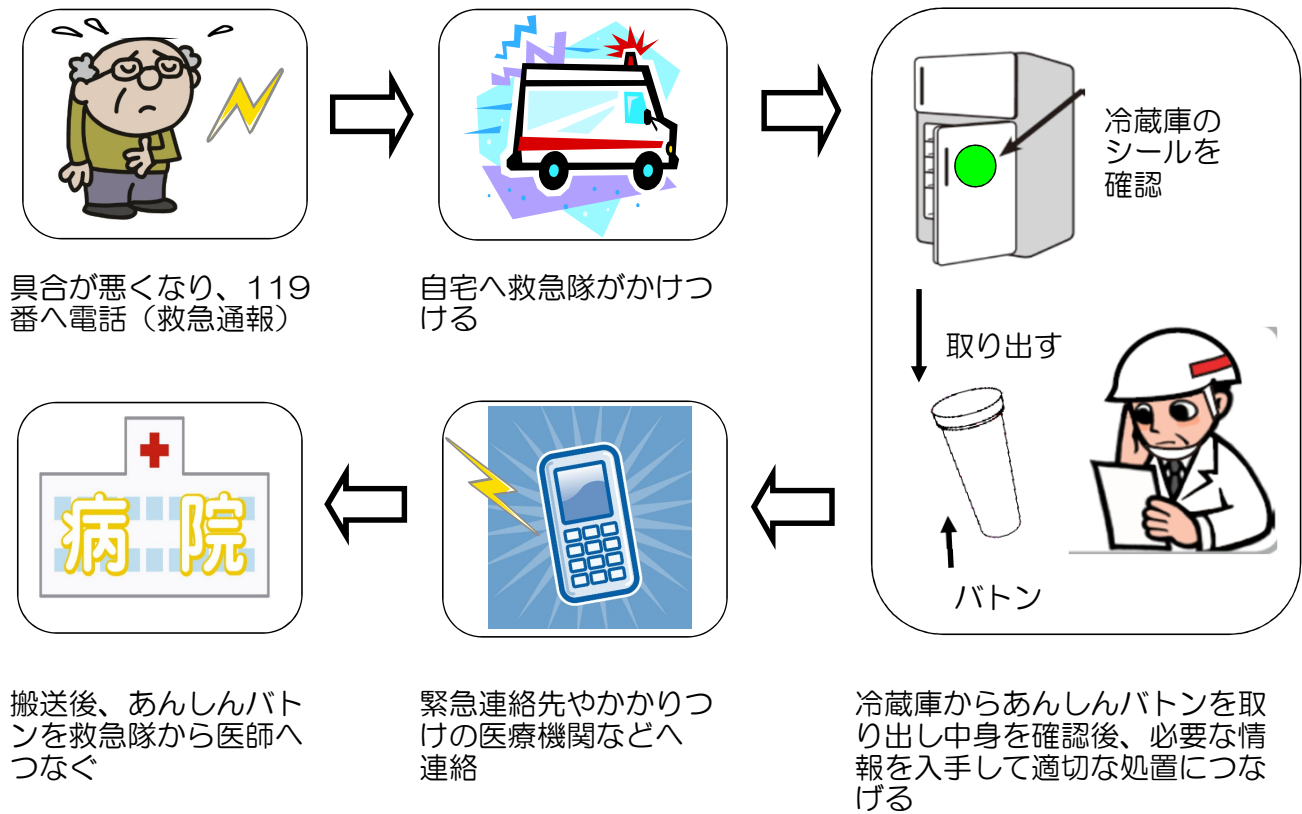 具合が悪くなり、119
番へ電話（救急通報）
自宅へ救急隊がかけつ
ける
冷蔵庫の
シールを
確認
取り出す
バトン
冷蔵庫からあんしんバトンを取
り出し中身を確認後、必要な情
報を入手して適切な処置につな
げる
緊急連絡先やかかりつ
けの医療機関などへ
連絡
病院
搬送後、あんしんバト
ンを救急隊から医師へ
つなぐ